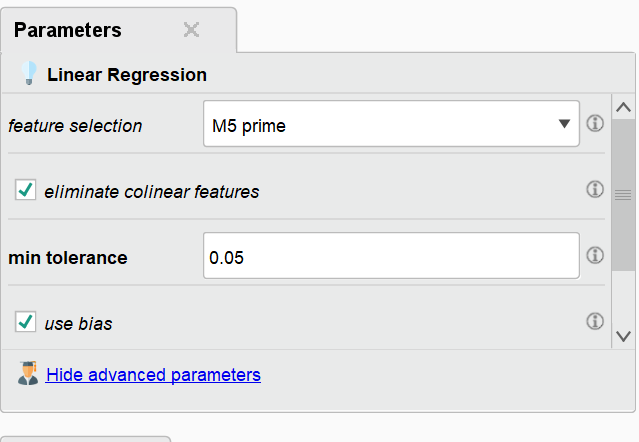 Parameters
Linear Regression
feature selection M5 prime
eliminate colinear features
min tolerance 0.05
use bias
Hide advanced parameters